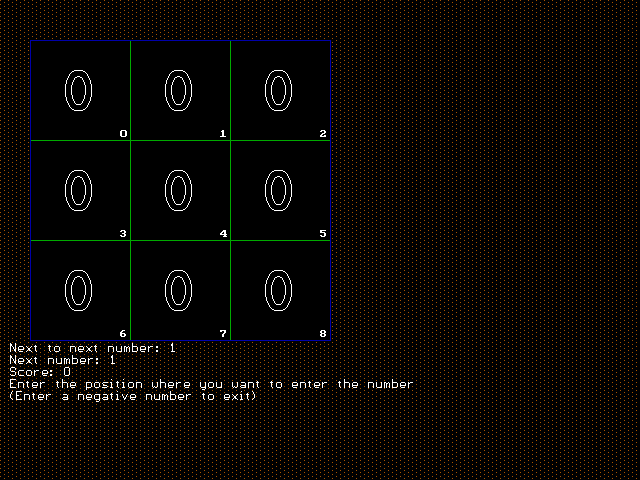 0 0 0
0 1 2
0 0 0
3 4 5
0 0 0
6 7 8
Next to next number: 1
Next number: 1
Score: 0
Enter the position where you want to enter the number
(Enter a negative number to exit)